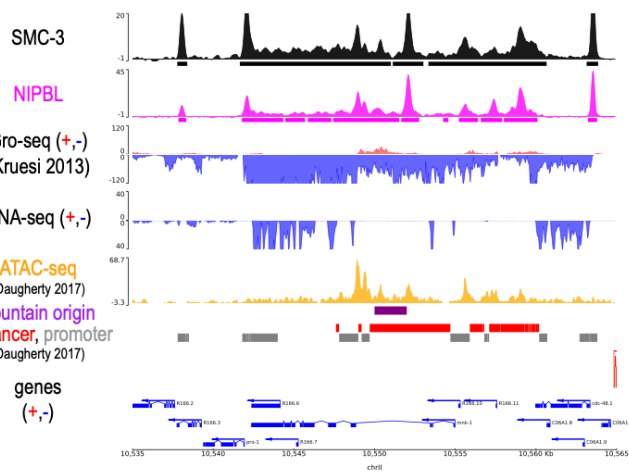 SMC-3
20
-1
NIPBL
45
-1
ro-seq (+,-)
Kruesi 2013)
120
0
-120
NA-seq (+,-)
40
0
40
ATAC-seq
Daugherty 2017)
68.7
-3.3
ountain origin
ancer, promoter
Daugherty 2017)
genes
(+,-)
R166.2
R166.6
R166.10
R166.11
cdc-48.1
R166.3
mnk-1
C06A1.8
C06A1
pro-1
R166.7
C06A1.9
10,535
10,540
10,545
10,550
10,555
10,560 Kb
10,565
chrII